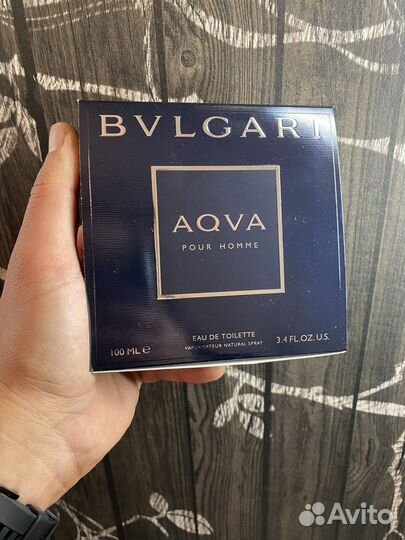 BVLGARI
AQVA
POUR HOMME
EAU DE TOILETTE
VAPORISATEUR NATURAL SPRAY
100 ML ℮
3.4 FL.OZ. U.S.
Avito